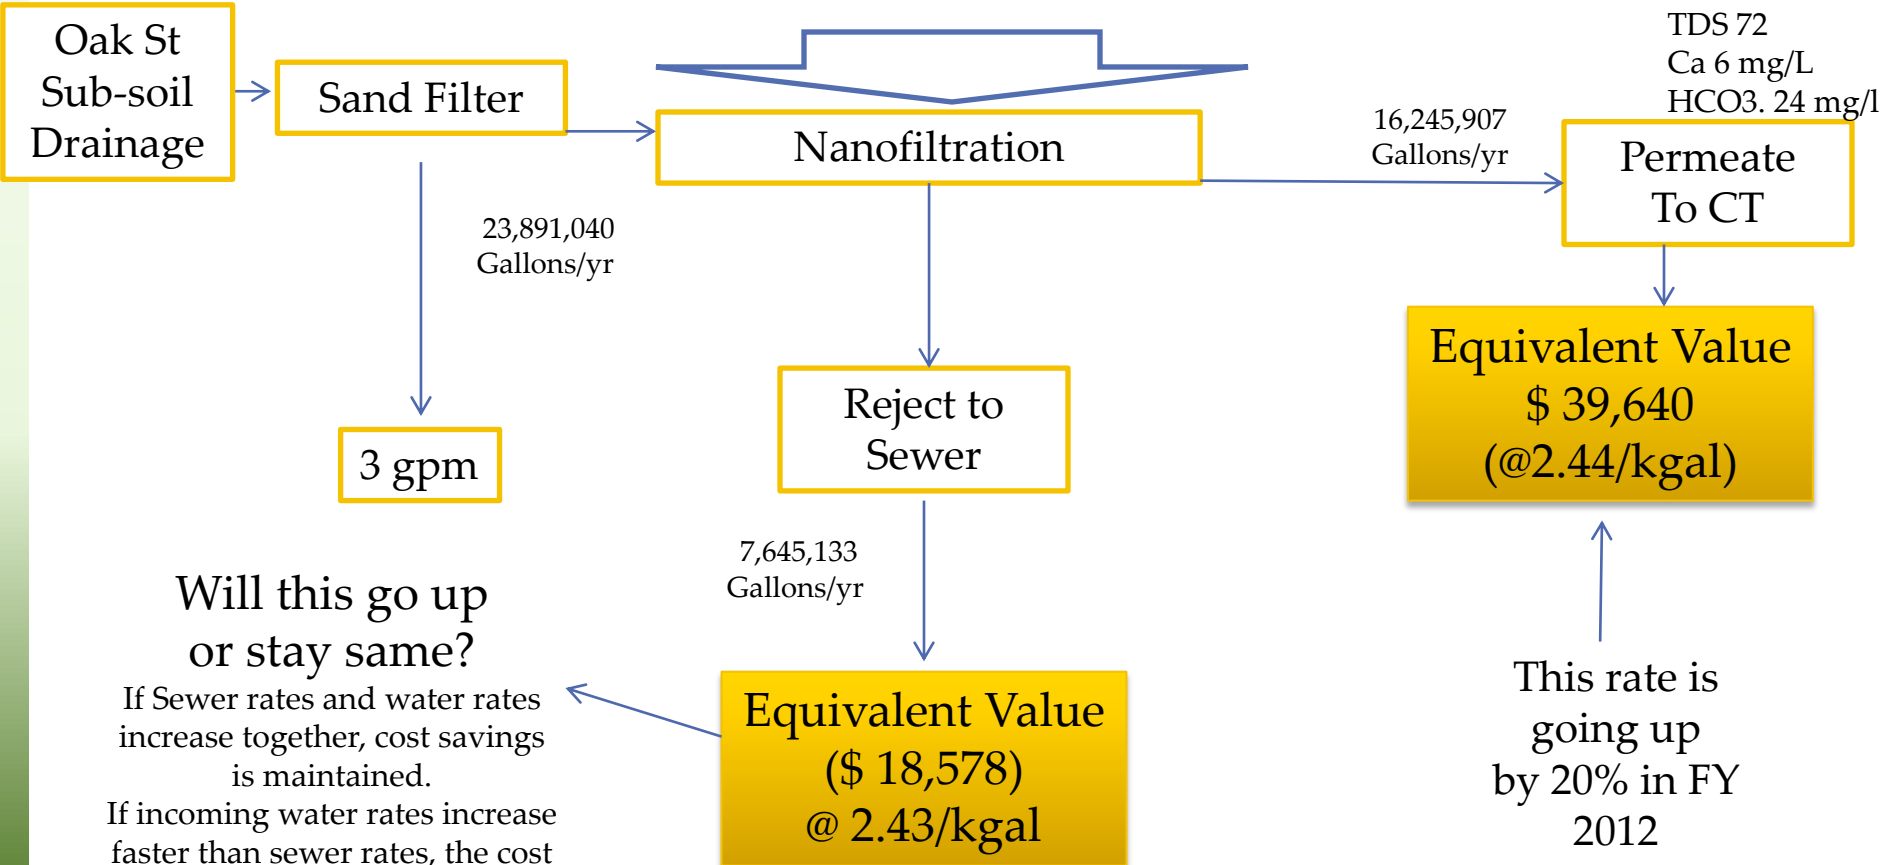 Oak St
Sub-soil
Drainage
Sand Filter
Nanofiltration
16,245,907
Gallons/yr
TDS 72
Ca 6 mg/L
HCO3. 24 mg/l
Permeate
To CT
23,891,040
Gallons/yr
3 gpm
Reject to
Sewer
Equivalent Value
$ 39,640
(@2.44/kgal)
7,645,133
Gallons/yr
Will this go up
or stay same?
If Sewer rates and water rates
increase together, cost savings
is maintained.
If incoming water rates increase
faster than sewer rates, the cost
Equivalent Value
($ 18,578)
@ 2.43/kgal
This rate is
going up
by 20% in FY
2012